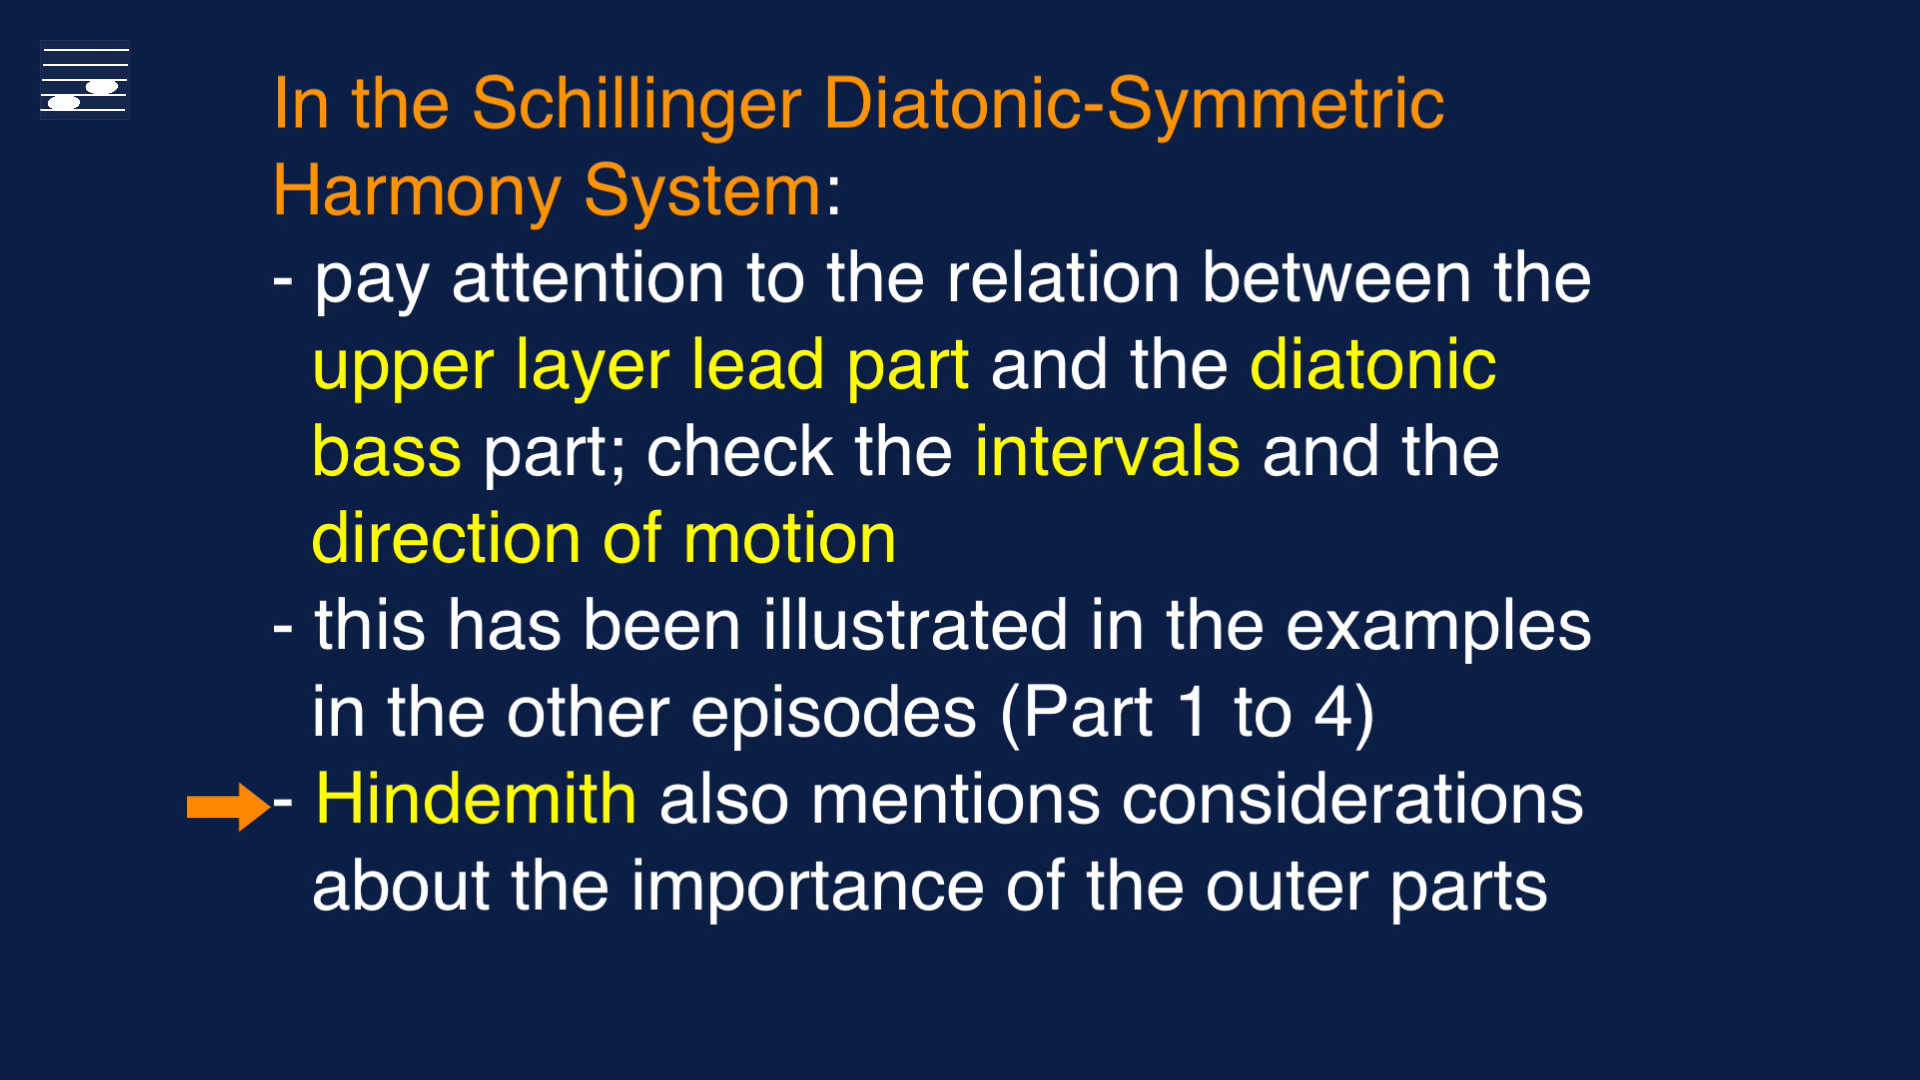 In the Schillinger Diatonic-Symmetric
Harmony System:
- pay attention to the relation between the
upper layer lead part and the diatonic
bass part; check the intervals and the
direction of motion
- this has been illustrated in the examples
in the other episodes (Part 1 to 4)
- Hindemith also mentions considerations
about the importance of the outer parts